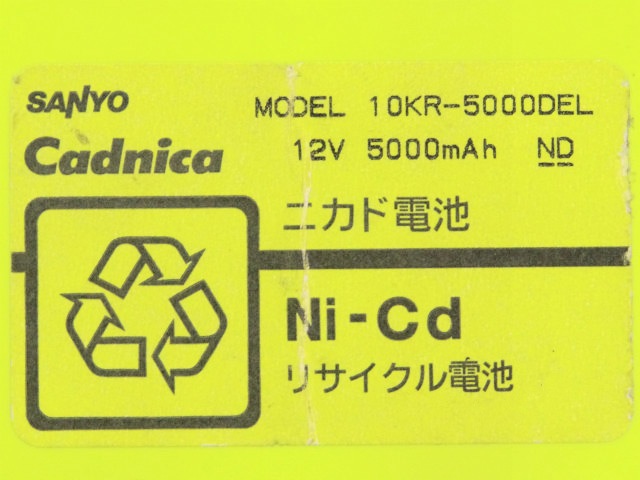 SANYO
MODEL 10KR-5000DEL
Cadnica
12V 5000mAh ND
ニカド電池
Ni-Cd
リサイクル電池